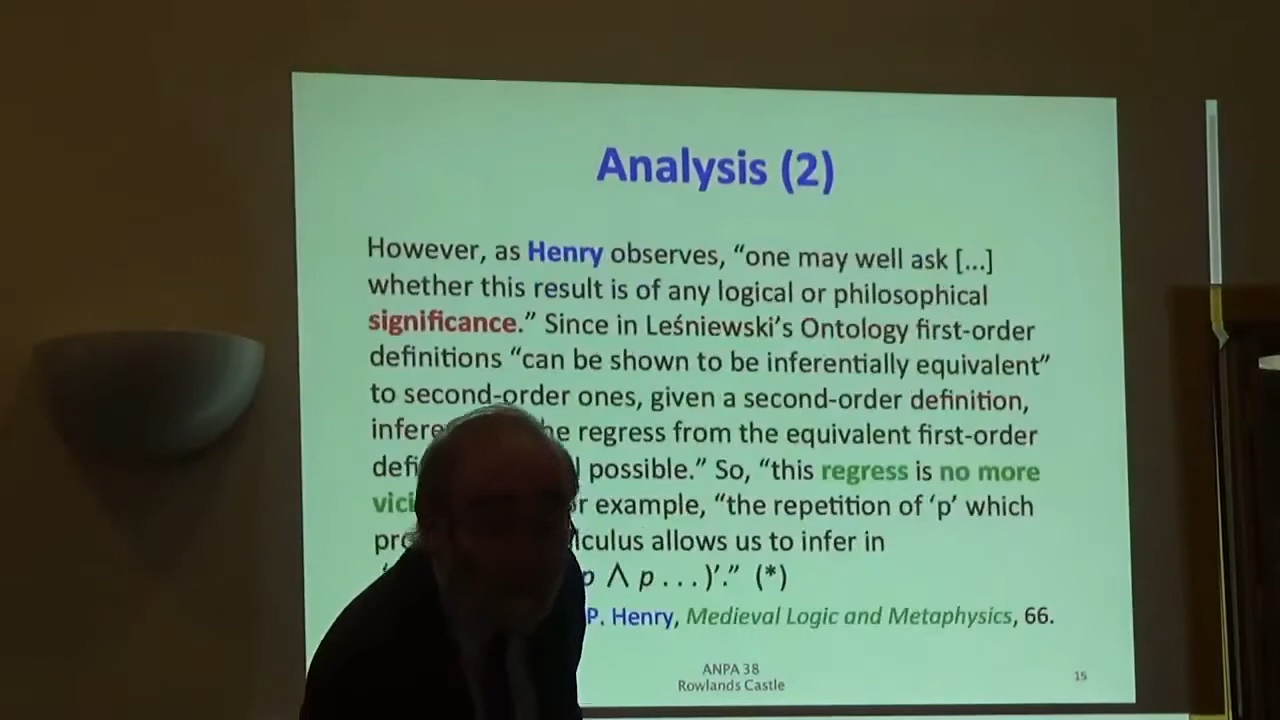 Analysis (2)
However, as Henry observes, “one may well ask [...]
whether this result is of any logical or philosophical
significance.” Since in Leśniewski’s Ontology first-order
definitions “can be shown to be inferentially equivalent”
to second-order ones, given a second-order definition,
regress from the equivalent first-order
possible.” So, “this regress is no more
example, “the repetition of ‘p’ which
allows us to infer in
p ∧ p . . . )’.” (*)
P. Henry, Medieval Logic and Metaphysics, 66.
ANPA 38
Rowlands Castle
15